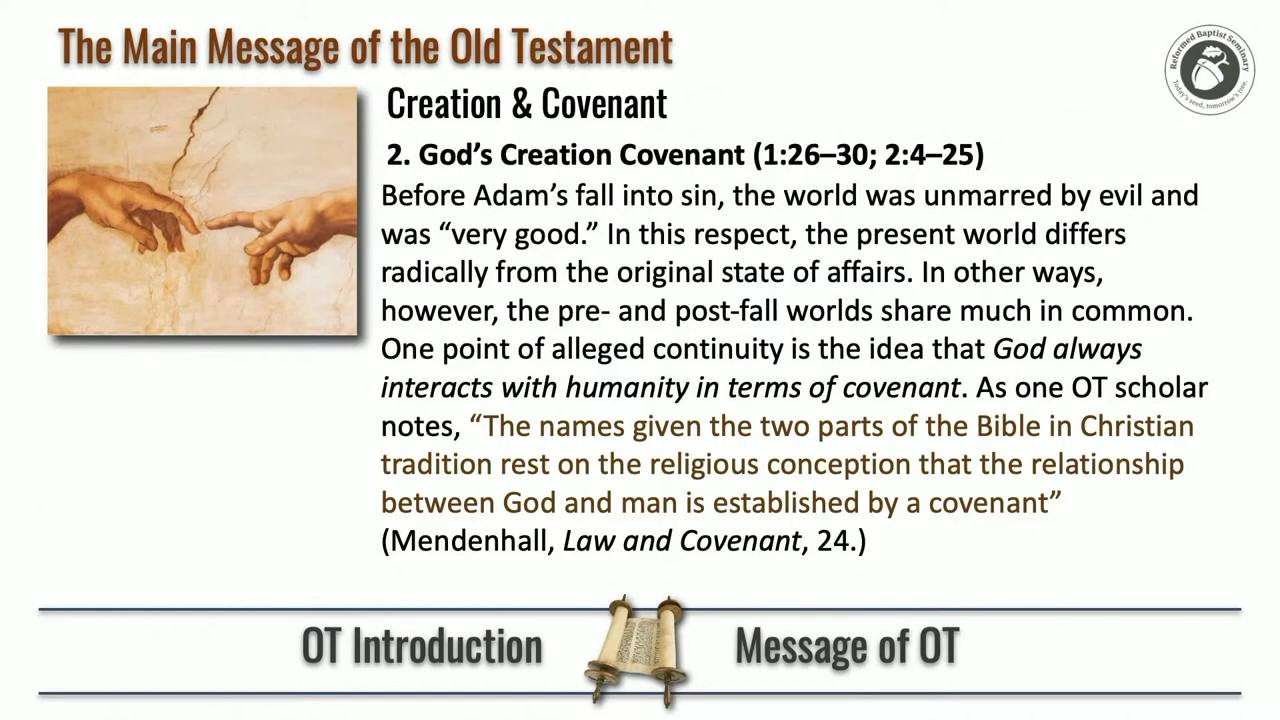 The Main Message of the Old Testament
Reformed Baptist Seminary
Today's seed, tomorrow's tree.
Creation & Covenant
2. God’s Creation Covenant (1:26–30; 2:4–25)
Before Adam’s fall into sin, the world was unmarred by evil and
was “very good.” In this respect, the present world differs
radically from the original state of affairs. In other ways,
however, the pre- and post-fall worlds share much in common.
One point of alleged continuity is the idea that God always
interacts with humanity in terms of covenant. As one OT scholar
notes, “The names given the two parts of the Bible in Christian
tradition rest on the religious conception that the relationship
between God and man is established by a covenant”
(Mendenhall, Law and Covenant, 24.)
OT Introduction
Message of OT